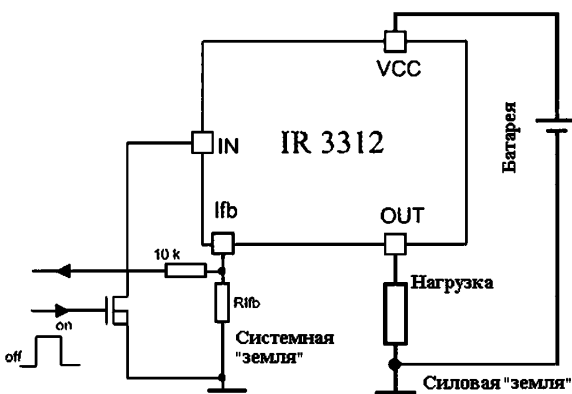 VCC
Батарея
IN
IR 3312
Ifb
OUT
10 k
Нагрузка
RIfb
on
Системная
"земля"
off
Силовая "земля"